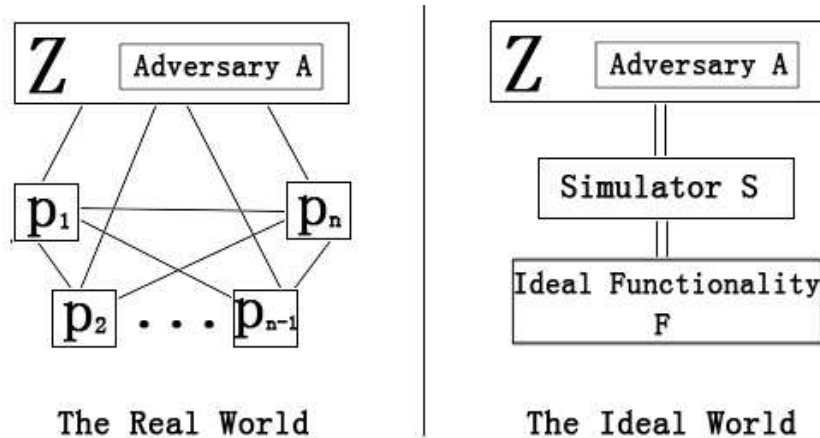 Z Adversary A
p₁
pₙ
p₂ . . . pₙ₋₁
The Real World
Z Adversary A
Simulator S
Ideal Functionality
F
The Ideal World